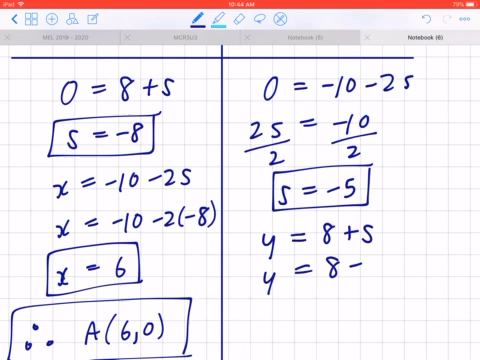 10:44 AM
79%
MEL 2019 - 2020
MCR3U3
Notebook (6)
Notebook (6)
0 = 8 + s
s = -8
x = -10 - 2s
x = -10 - 2(-8)
x = 6
∴ A(6,0)
0 = -10 - 2s
2s/2 = -10/2
s = -5
y = 8 + s
y = 8 -